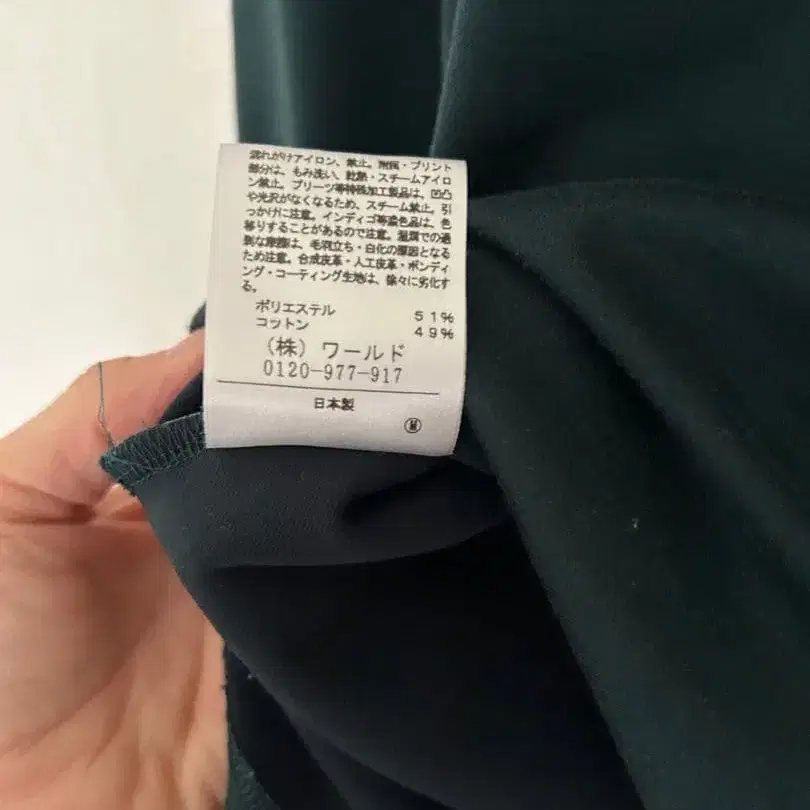 濡れがけアイロン、禁止。附属・プリント
部分は、もみ洗い、乾熱・スチームアイロ
ン禁止。プリーツ等特殊加工製品は、凹凸
や光沢がなくなるため、スチーム禁止。引
っかけに注意。インディゴ等濃色品は、色
移りすることがあるので注意。湿潤での過
剰な摩擦は、毛羽立ち・白化の原因となる
ため注意。合成皮革・人工皮革・ボンディ
ング・コーティング生地は、徐々に劣化す
る。
ポリエステル 51%
コットン 49%
(株)ワールド
0120-977-917
日本製
M